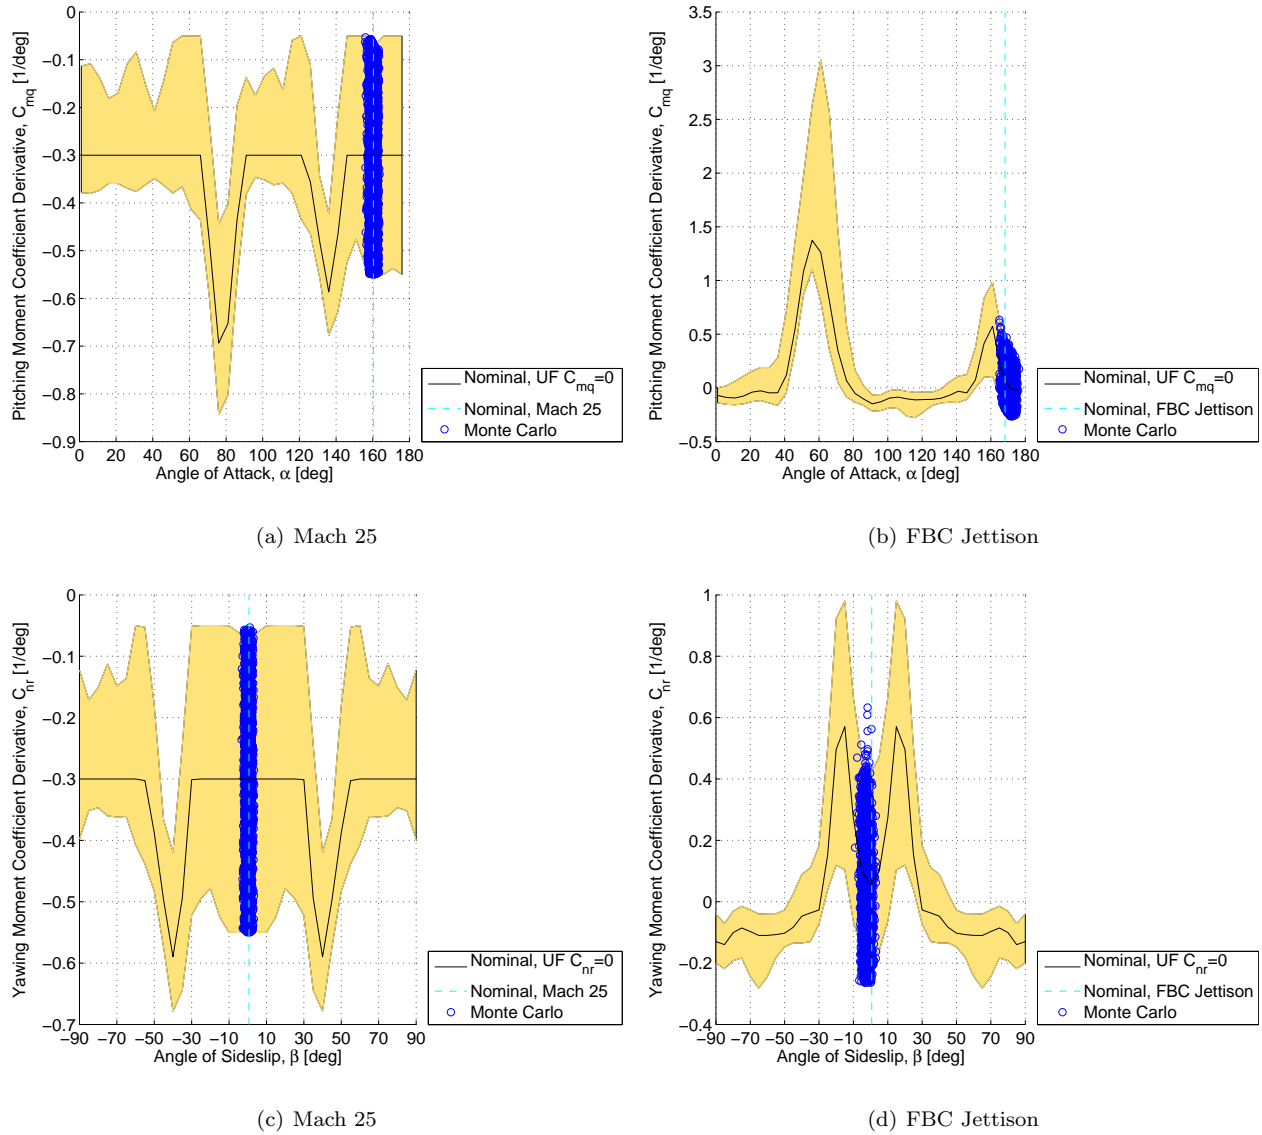 0
−0.1
−0.2
−0.3
−0.4
−0.5
−0.6
−0.7
−0.8
−0.9
Pitching Moment Coefficient Derivative, C_mq [1/deg]
0 20 40 60 80 100 120 140 160 180
Angle of Attack, α [deg]
Nominal, UF C_mq=0
Nominal, Mach 25
Monte Carlo
(a) Mach 25
3.5
3
2.5
2
1.5
1
0.5
0
−0.5
Pitching Moment Coefficient Derivative, C_mq [1/deg]
0 20 40 60 80 100 120 140 160 180
Angle of Attack, α [deg]
Nominal, UF C_mq=0
Nominal, FBC Jettison
Monte Carlo
(b) FBC Jettison
0
−0.1
−0.2
−0.3
−0.4
−0.5
−0.6
−0.7
Yawing Moment Coefficient Derivative, C_nr [1/deg]
−90 −70 −50 −30 −10 10 30 50 70 90
Angle of Sideslip, β [deg]
Nominal, UF C_nr=0
Nominal, Mach 25
Monte Carlo
(c) Mach 25
1
0.8
0.6
0.4
0.2
0
−0.2
−0.4
Yawing Moment Coefficient Derivative, C_nr [1/deg]
−90 −70 −50 −30 −10 10 30 50 70 90
Angle of Sideslip, β [deg]
Nominal, UF C_nr=0
Nominal, FBC Jettison
Monte Carlo
(d) FBC Jettison